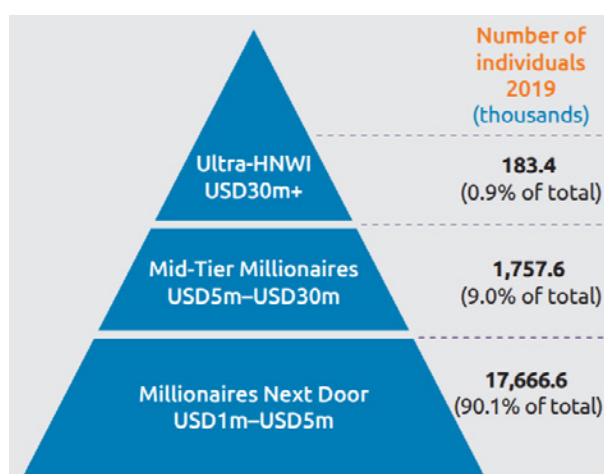 Number of
individuals
2019
(thousands)
Ultra-HNWI
USD30m+
183.4
(0.9% of total)
Mid-Tier Millionaires
USD5m–USD30m
1,757.6
(9.0% of total)
Millionaires Next Door
USD1m–USD5m
17,666.6
(90.1% of total)